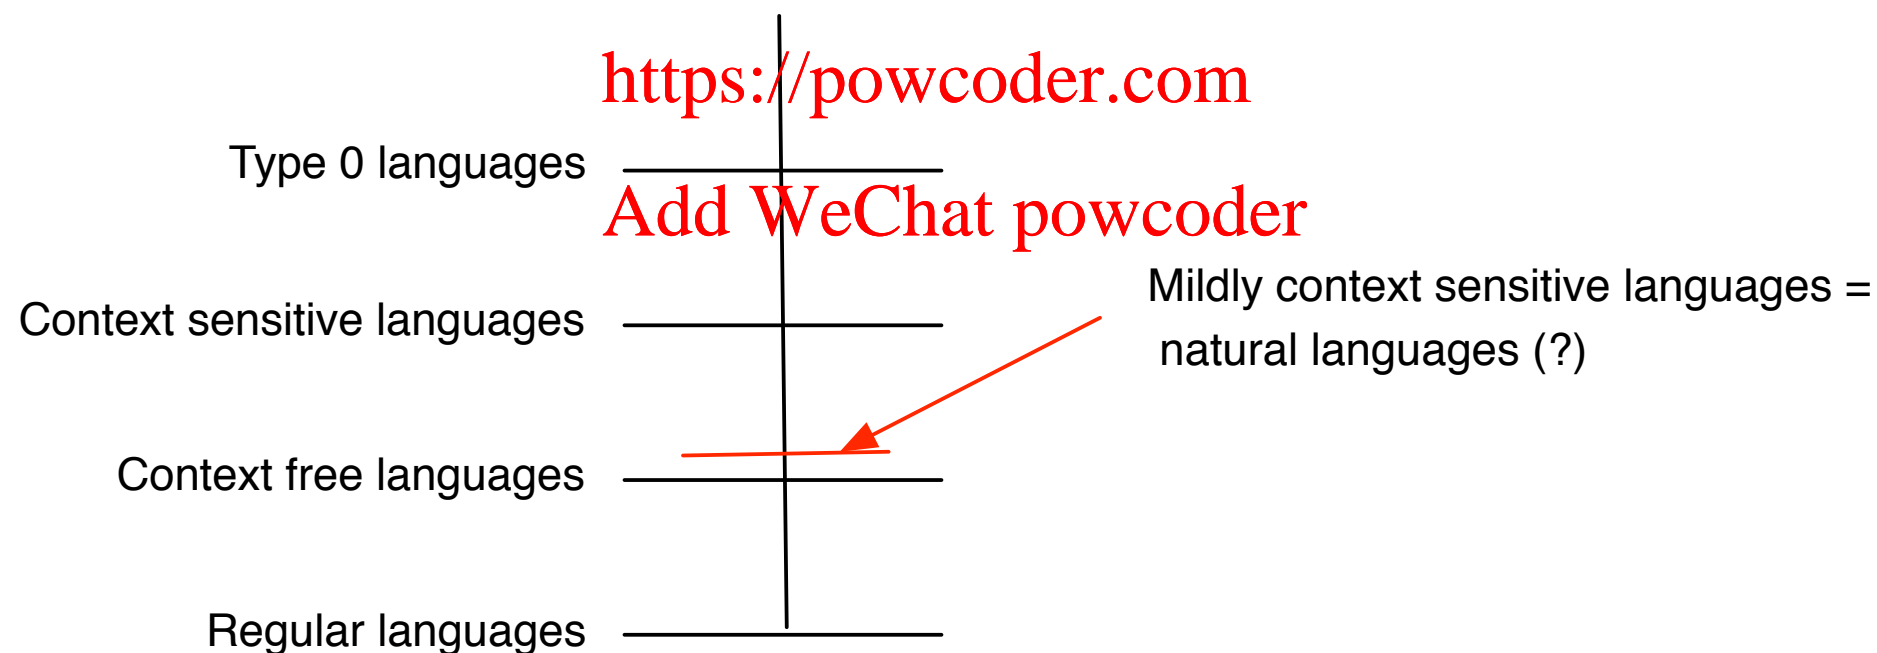 https://powcoder.com
Type 0 languages
Add WeChat powcoder
Mildly context sensitive languages =
natural languages (?)
Context sensitive languages
Context free languages
Regular languages